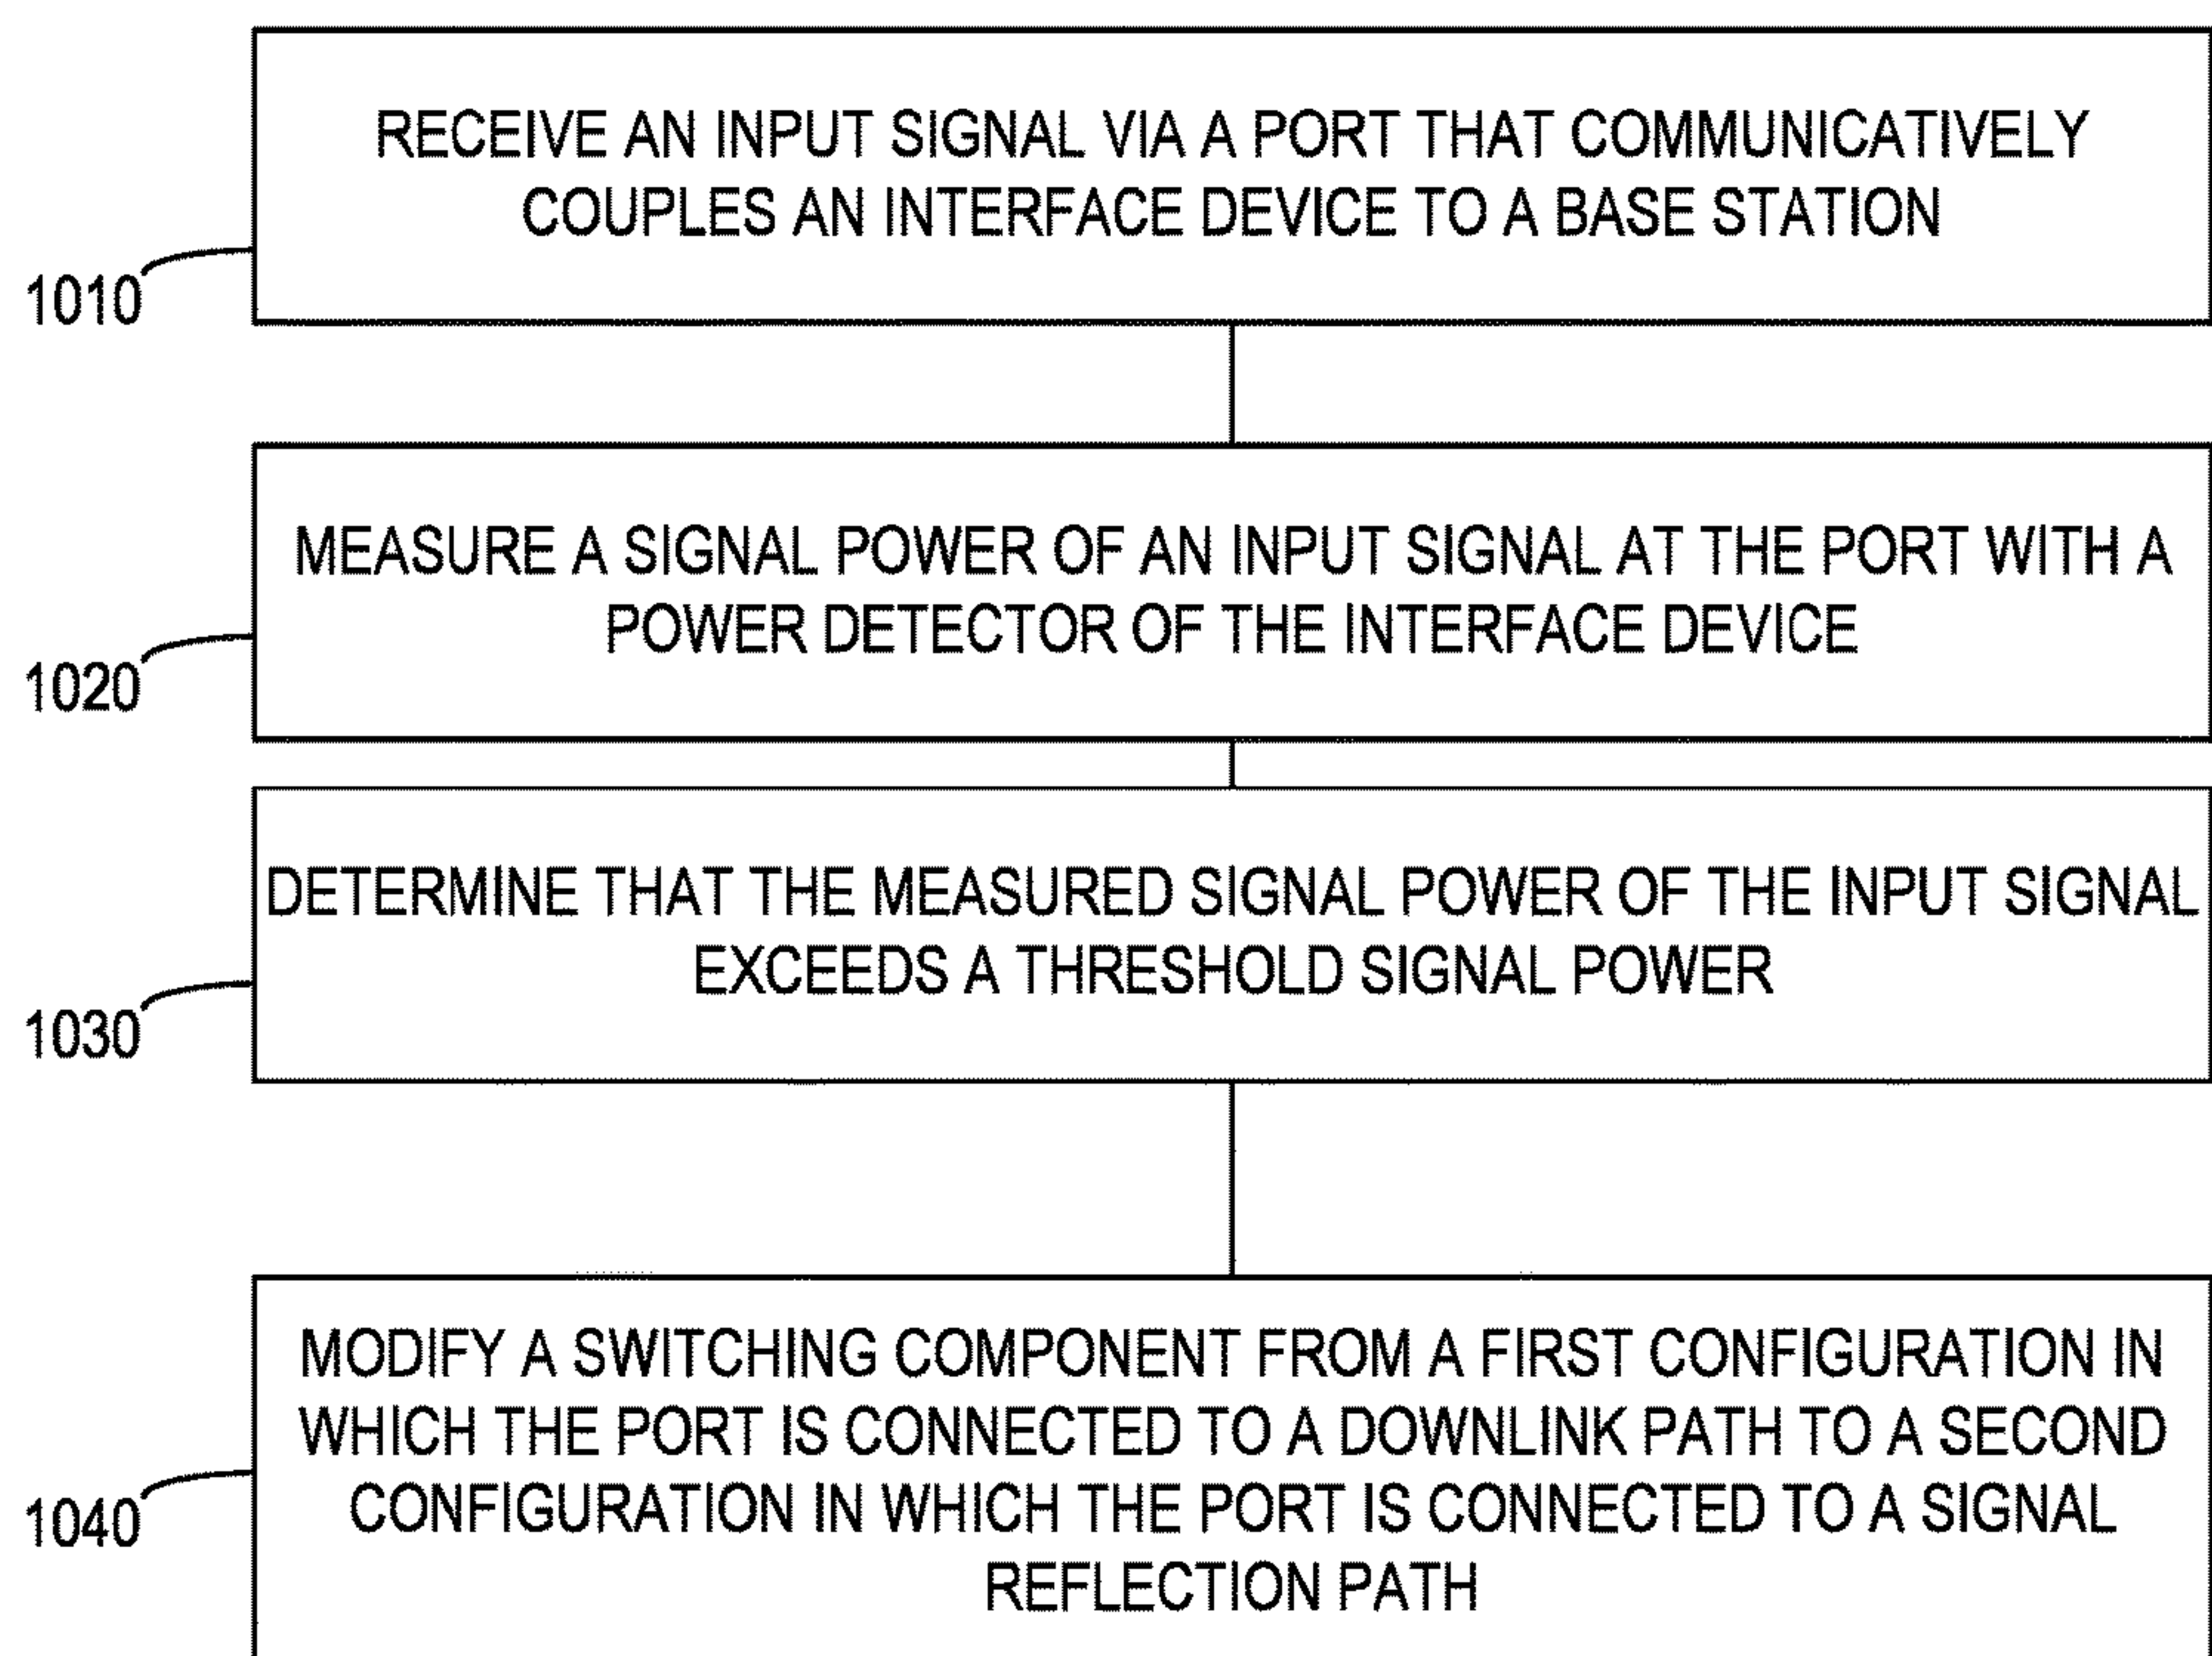 RECEIVE AN INPUT SIGNAL VIA A PORT THAT COMMUNICATIVELY
COUPLES AN INTERFACE DEVICE TO A BASE STATION
1010
MEASURE A SIGNAL POWER OF AN INPUT SIGNAL AT THE PORT WITH A
POWER DETECTOR OF THE INTERFACE DEVICE
1020
DETERMINE THAT THE MEASURED SIGNAL POWER OF THE INPUT SIGNAL
EXCEEDS A THRESHOLD SIGNAL POWER
1030
MODIFY A SWITCHING COMPONENT FROM A FIRST CONFIGURATION IN
WHICH THE PORT IS CONNECTED TO A DOWNLINK PATH TO A SECOND
CONFIGURATION IN WHICH THE PORT IS CONNECTED TO A SIGNAL
REFLECTION PATH
1040